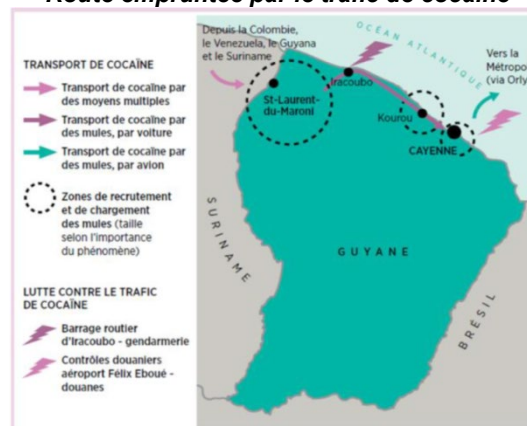 Route empruntée par le trafic de cocaïne
TRANSPORT DE COCAÏNE
Transport de cocaïne par
des moyens multiples
Transport de cocaïne par
des mules, par voiture
Transport de cocaïne par
des mules, par avion
Zones de recrutement
et de chargement
des mules (taille
selon l'importance
du phénomène)
LUTTE CONTRE LE TRAFIC
DE COCAÏNE
Barrage routier
d'Iracoubo - gendarmerie
Contrôles douaniers
aéroport Félix Eboué -
douanes
Depuis la Colombie,
le Venezuela, le Guyana
et le Suriname
OCÉAN ATLANTIQUE
Vers la
Métropol
(via Orly
Iracoubo
St-Laurent-
du-Maroni
Kourou
CAYENNE
SURINAME
GUYANE
BRÉSIL